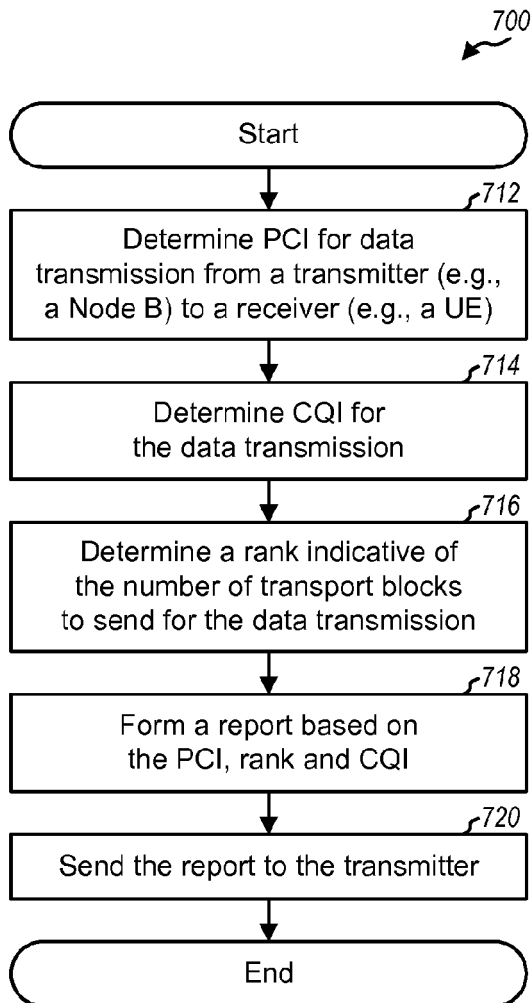 700
Start
712
Determine PCI for data
transmission from a transmitter (e.g.,
a Node B) to a receiver (e.g., a UE)
714
Determine CQI for
the data transmission
716
Determine a rank indicative of
the number of transport blocks
to send for the data transmission
718
Form a report based on
the PCI, rank and CQI
720
Send the report to the transmitter
End